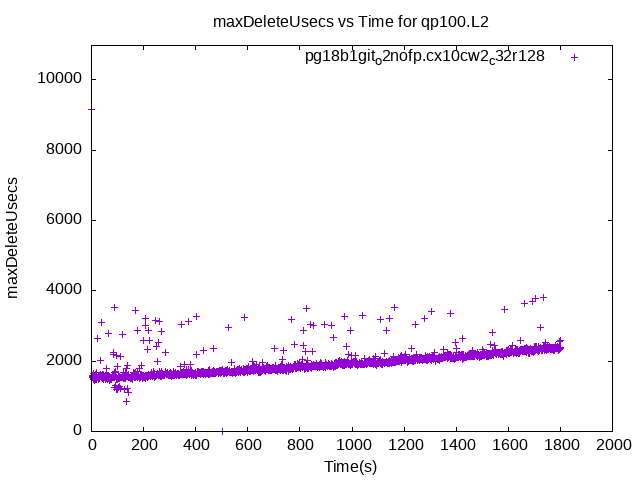 maxDeleteUsecs vs Time for qp100.L2
pg18b1git_o2nofp.cx10cw2_c32r128
maxDeleteUsecs
10000
8000
6000
4000
2000
0
0 200 400 600 800 1000 1200 1400 1600 1800 2000
Time(s)